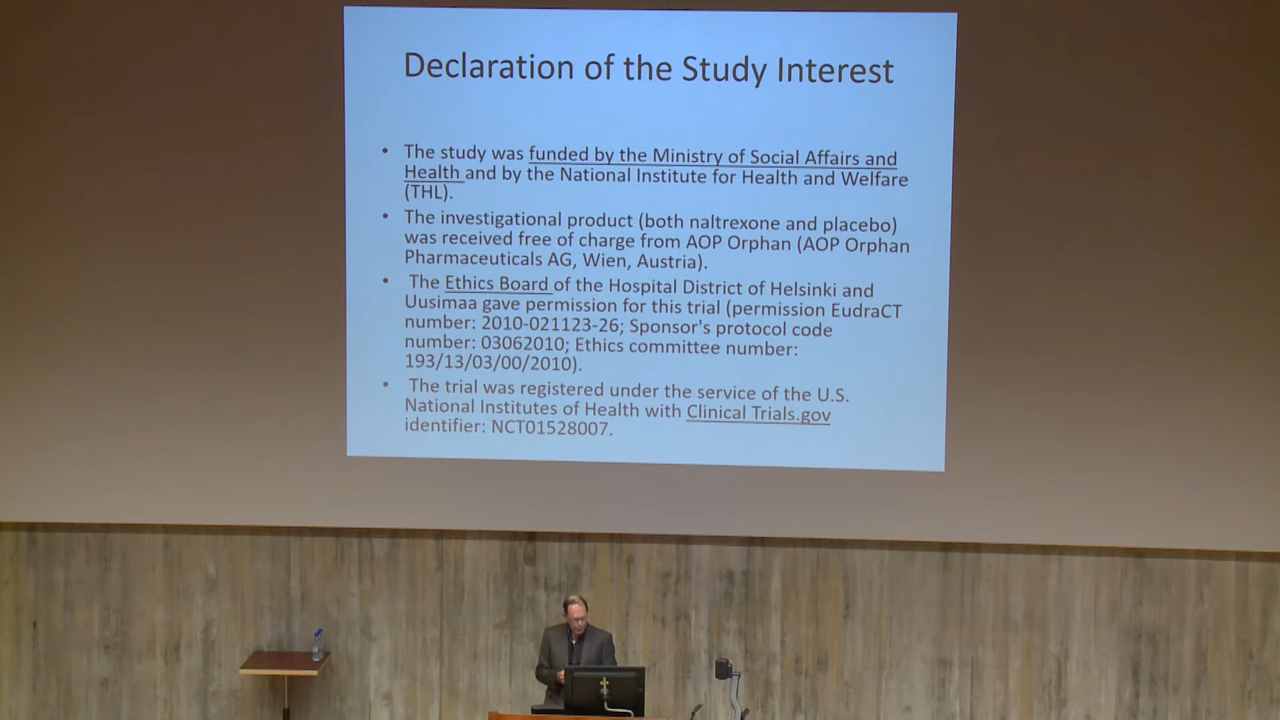 Declaration of the Study Interest
• The study was funded by the Ministry of Social Affairs and
Health and by the National Institute for Health and Welfare
(THL).
• The investigational product (both naltrexone and placebo)
was received free of charge from AOP Orphan (AOP Orphan
Pharmaceuticals AG, Wien, Austria).
• The Ethics Board of the Hospital District of Helsinki and
Uusimaa gave permission for this trial (permission EudraCT
number: 2010-021123-26; Sponsor's protocol code
number: 03062010; Ethics committee number:
193/13/03/00/2010).
• The trial was registered under the service of the U.S.
National Institutes of Health with Clinical Trials.gov
identifier: NCT01528007.